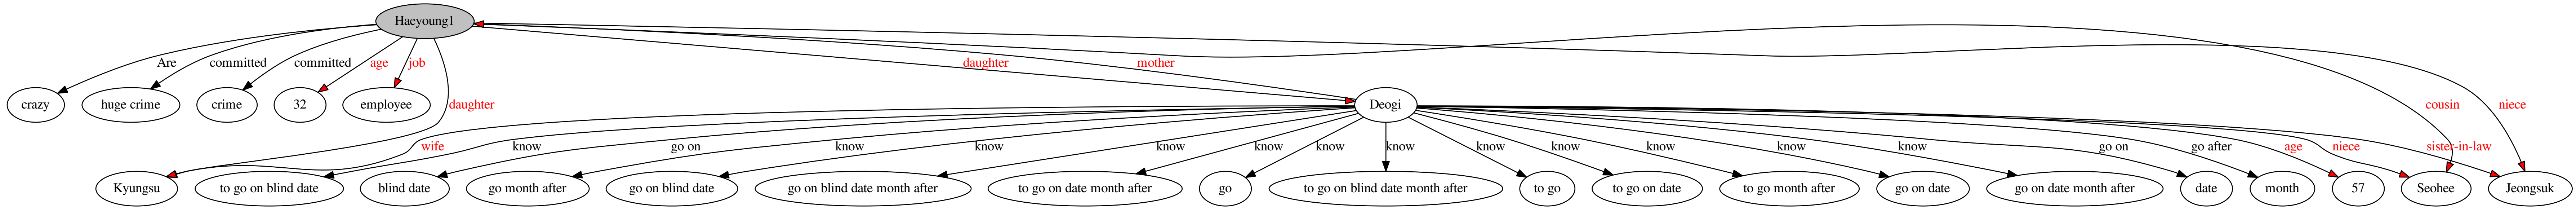 Haeyoung1
Are committed committed age job daughter mother
crazy huge crime crime 32 employee daughter Deogi cousin niece
wife know go on know know know know know know know know know know know go on go after age niece sister-in-law
Kyungsu to go on blind date blind date go month after go on blind date go on blind date month after to go on date month after go to go on blind date month after to go to go on date to go month after go on date go on date month after date month 57 Seohee Jeongsuk